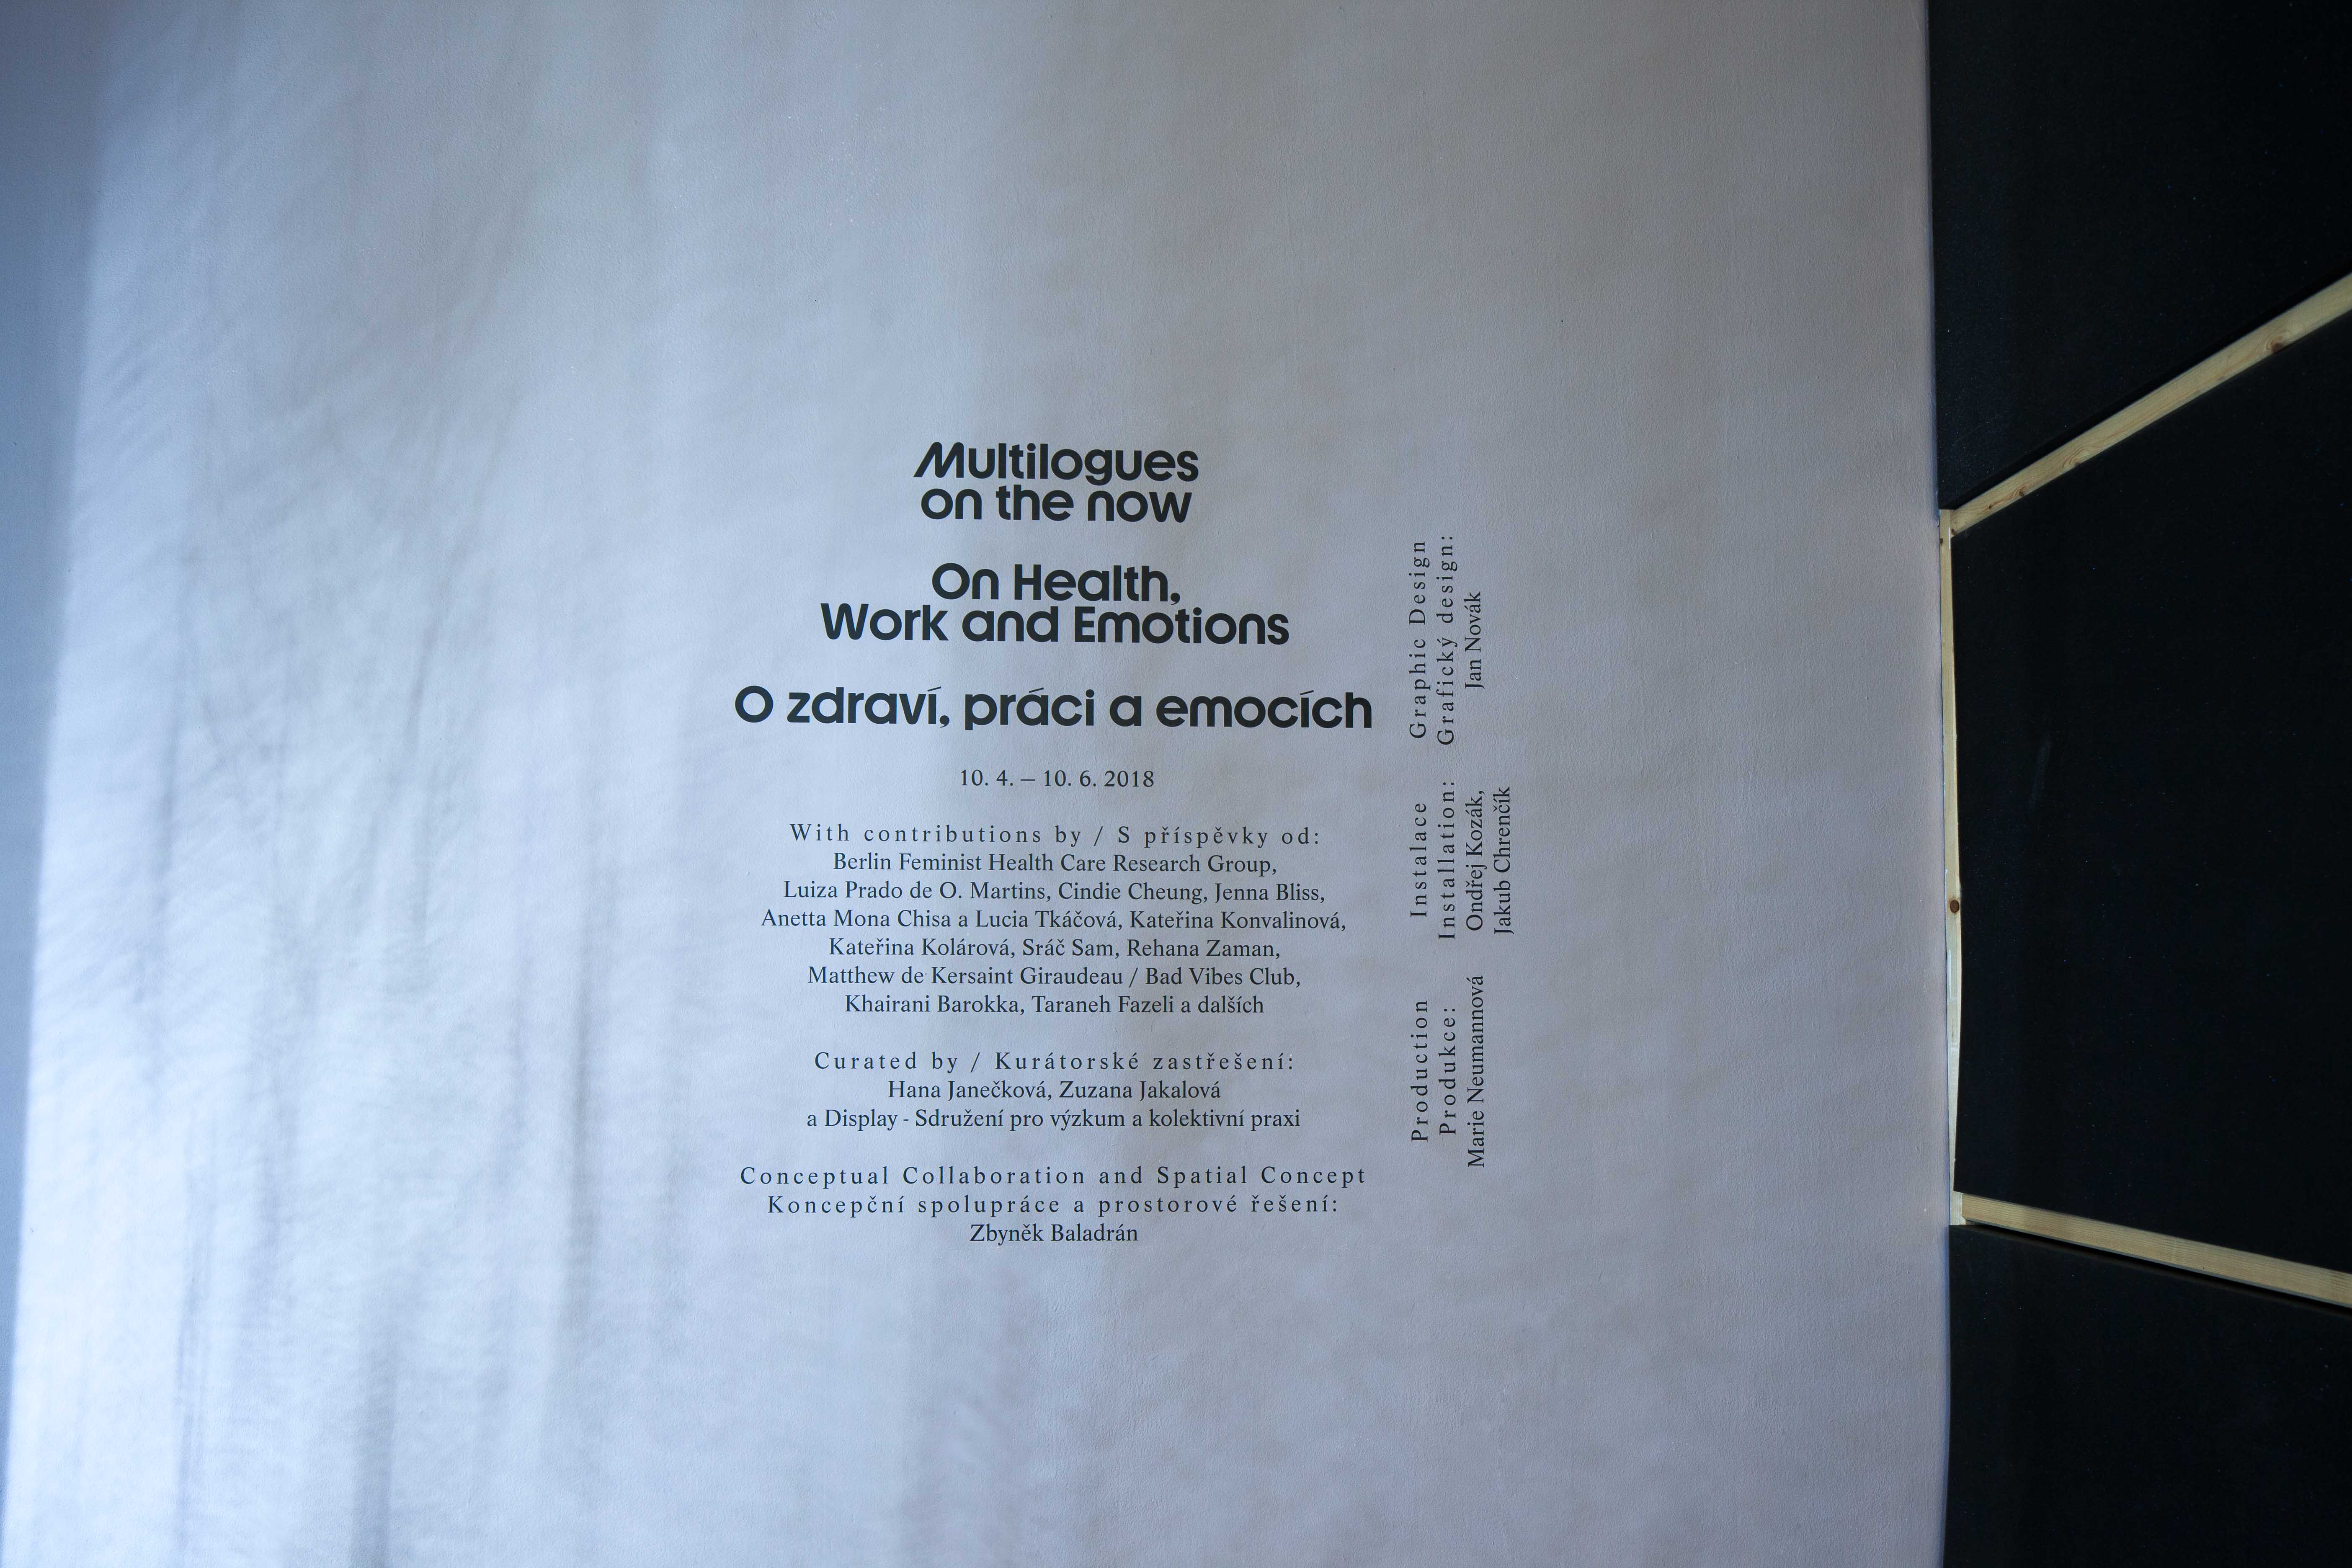 Multilogues
on the now
On Health,
Work and Emotions
O zdraví, práci a emocích
10. 4. – 10. 6. 2018
With contributions by / S příspěvky od:
Berlin Feminist Health Care Research Group,
Luiza Prado de O. Martins, Cindie Cheung, Jenna Bliss,
Anetta Mona Chisa a Lucia Tkáčová, Kateřina Konvalinová,
Kateřina Kolárová, Sráč Sam, Rehana Zaman,
Matthew de Kersaint Giraudeau / Bad Vibes Club,
Khairani Barokka, Taraneh Fazeli a dalších
Curated by / Kurátorské zastřešení:
Hana Janečková, Zuzana Jakalová
a Display - Sdružení pro výzkum a kolektivní praxi
Conceptual Collaboration and Spatial Concept
Koncepční spolupráce a prostorové řešení:
Zbyněk Baladrán
Production
Produkce:
Marie Neumannová
Instalace
Installation:
Ondřej Kozák,
Jakub Chrenčík
Graphic Design
Grafický design:
Jan Novák